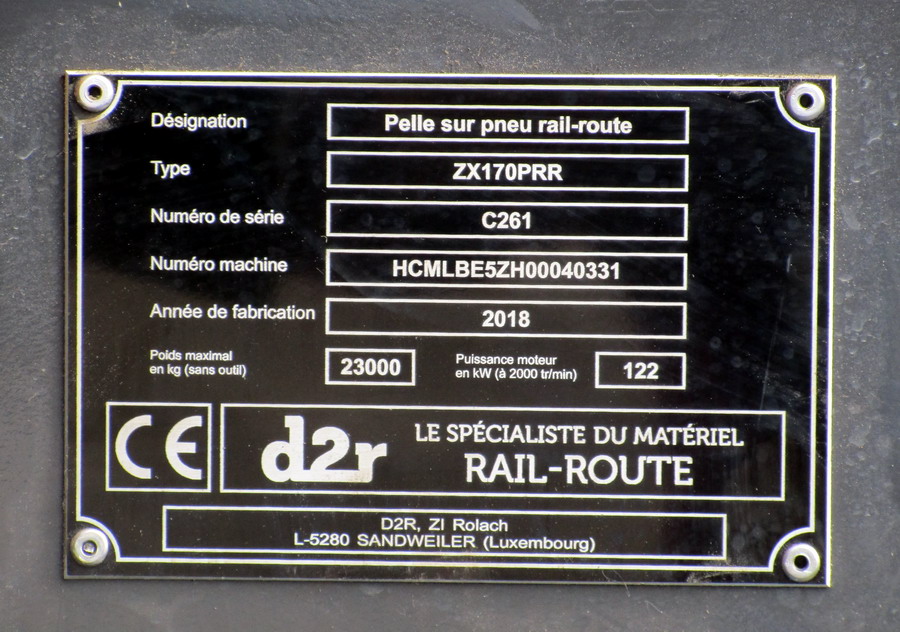 Désignation Pelle sur pneu rail-route
Type ZX170PRR
Numéro de série C261
Numéro machine HCMLBE5ZH00040331
Année de fabrication 2018
Poids maximal
en kg (sans outil) 23000
Puissance moteur
en kW (à 2000 tr/min) 122
CE
d2r
LE SPÉCIALISTE DU MATÉRIEL
RAIL-ROUTE
D2R, ZI Rolach
L-5280 SANDWEILER (Luxembourg)